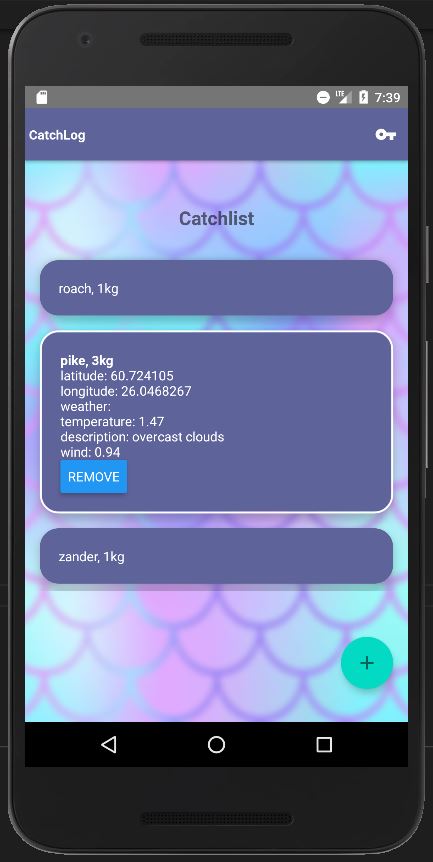 LTE 7:39
CatchLog
Catchlist
roach, 1kg
pike, 3kg
latitude: 60.724105
longitude: 26.0468267
weather:
temperature: 1.47
description: overcast clouds
wind: 0.94
REMOVE
zander, 1kg
+